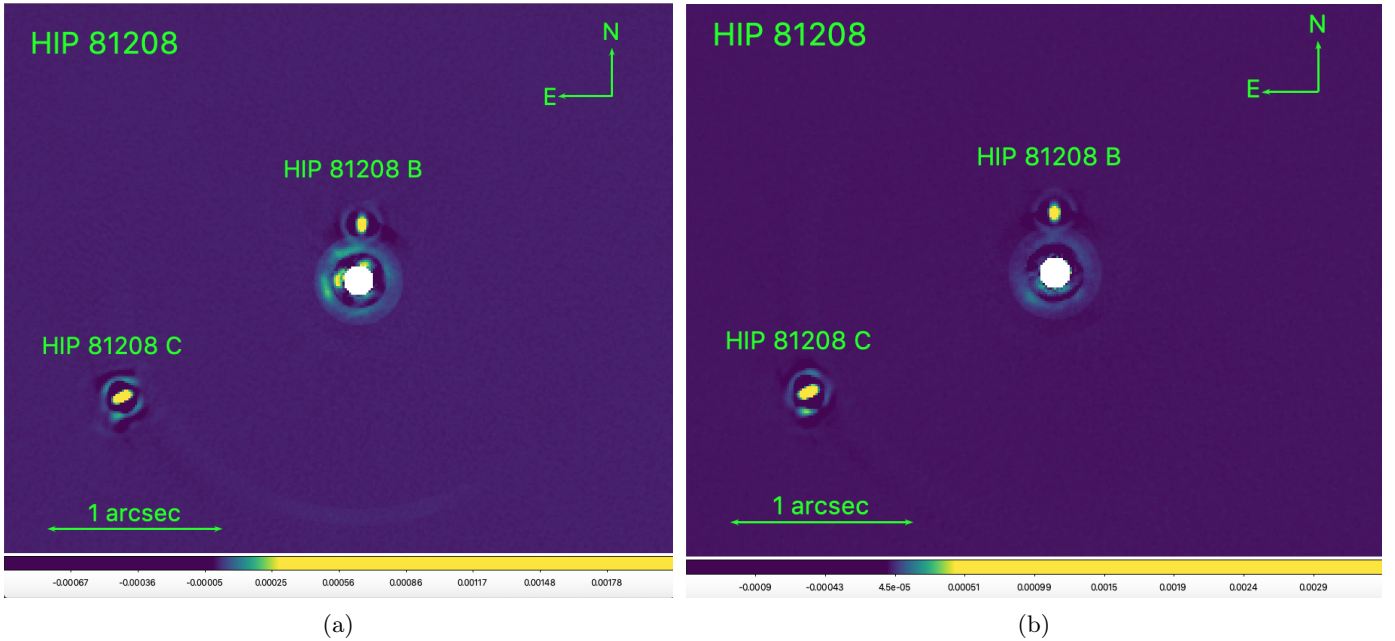 HIP 81208
N
E
HIP 81208 B
HIP 81208 C
1 arcsec
-0.00067 -0.00036 -0.00005 0.00025 0.00056 0.00086 0.00117 0.00148 0.00178
(a)
HIP 81208
N
E
HIP 81208 B
HIP 81208 C
1 arcsec
-0.0009 -0.00043 4.5e-05 0.00051 0.00099 0.0015 0.0019 0.0024 0.0029
(b)